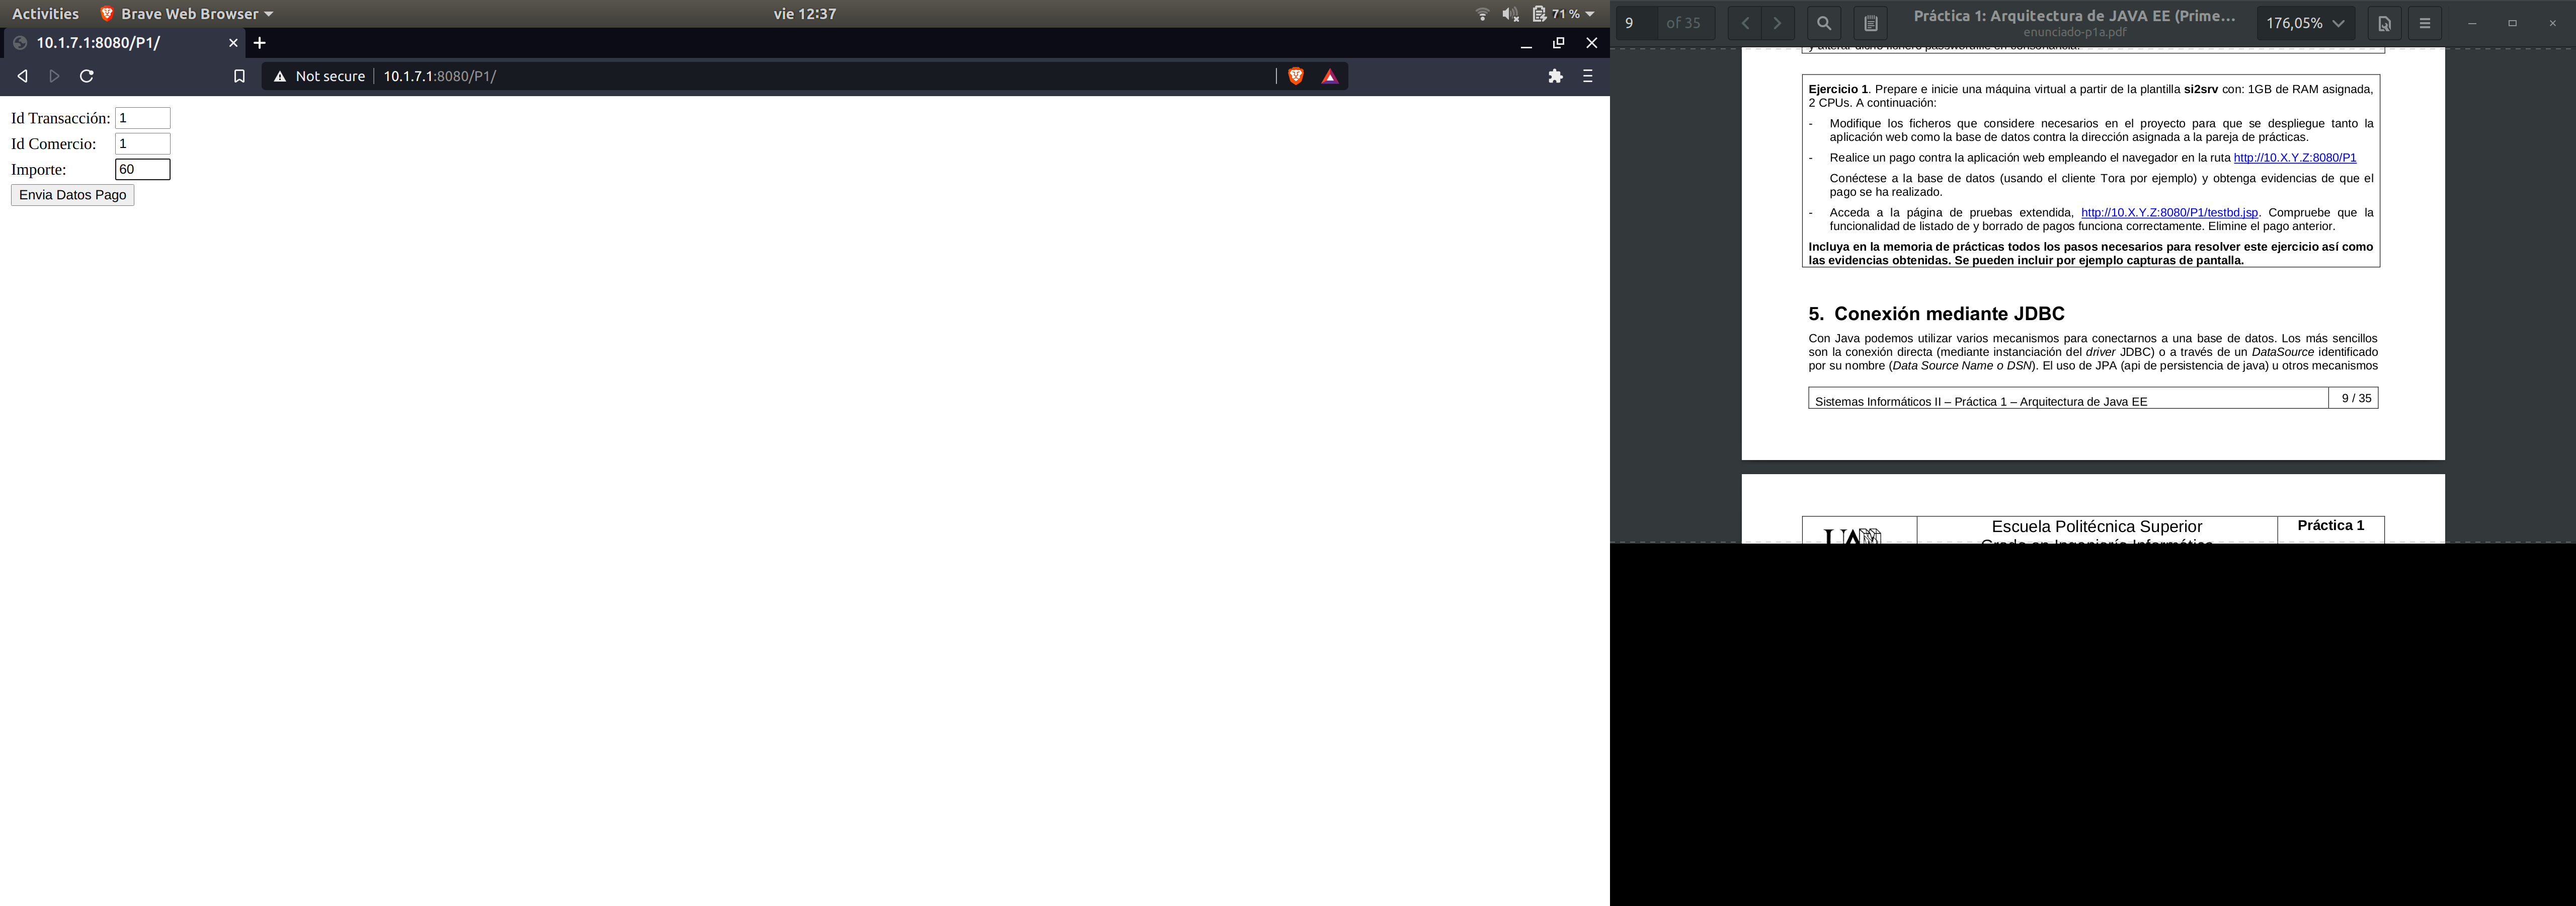 Activities Brave Web Browser vie 12:37 71 %
10.1.7.1:8080/P1/
Not secure 10.1.7.1:8080/P1/
Id Transacción: 1
Id Comercio: 1
Importe: 60
Envia Datos Pago
9 of 35 Práctica 1: Arquitectura de JAVA EE (Prime... 176,05%
enunciado-p1a.pdf
y alterar dicho fichero passwordfile en consonancia.
Ejercicio 1. Prepare e inicie una máquina virtual a partir de la plantilla si2srv con: 1GB de RAM asignada,
2 CPUs. A continuación:
- Modifique los ficheros que considere necesarios en el proyecto para que se despliegue tanto la
aplicación web como la base de datos contra la dirección asignada a la pareja de prácticas.
- Realice un pago contra la aplicación web empleando el navegador en la ruta http://10.X.Y.Z:8080/P1
Conéctese a la base de datos (usando el cliente Tora por ejemplo) y obtenga evidencias de que el
pago se ha realizado.
- Acceda a la página de pruebas extendida, http://10.X.Y.Z:8080/P1/testbd.jsp. Compruebe que la
funcionalidad de listado de y borrado de pagos funciona correctamente. Elimine el pago anterior.
Incluya en la memoria de prácticas todos los pasos necesarios para resolver este ejercicio así como
las evidencias obtenidas. Se pueden incluir por ejemplo capturas de pantalla.
5. Conexión mediante JDBC
Con Java podemos utilizar varios mecanismos para conectarnos a una base de datos. Los más sencillos
son la conexión directa (mediante instanciación del driver JDBC) o a través de un DataSource identificado
por su nombre (Data Source Name o DSN). El uso de JPA (api de persistencia de java) u otros mecanismos
Sistemas Informáticos II – Práctica 1 – Arquitectura de Java EE 9 / 35
Escuela Politécnica Superior Práctica 1
Grado en Ingeniería Informática